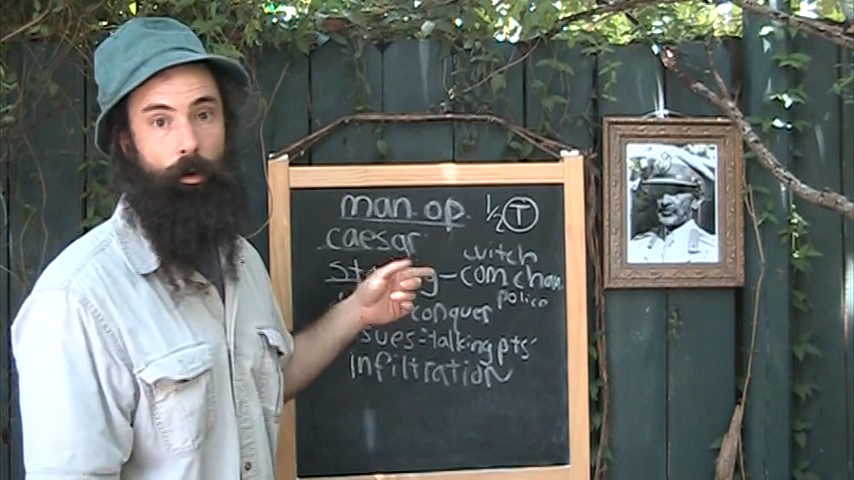 man.op. ½ T
caesar
witch
com chan
police
conquer
sues=talking pts.
infiltration